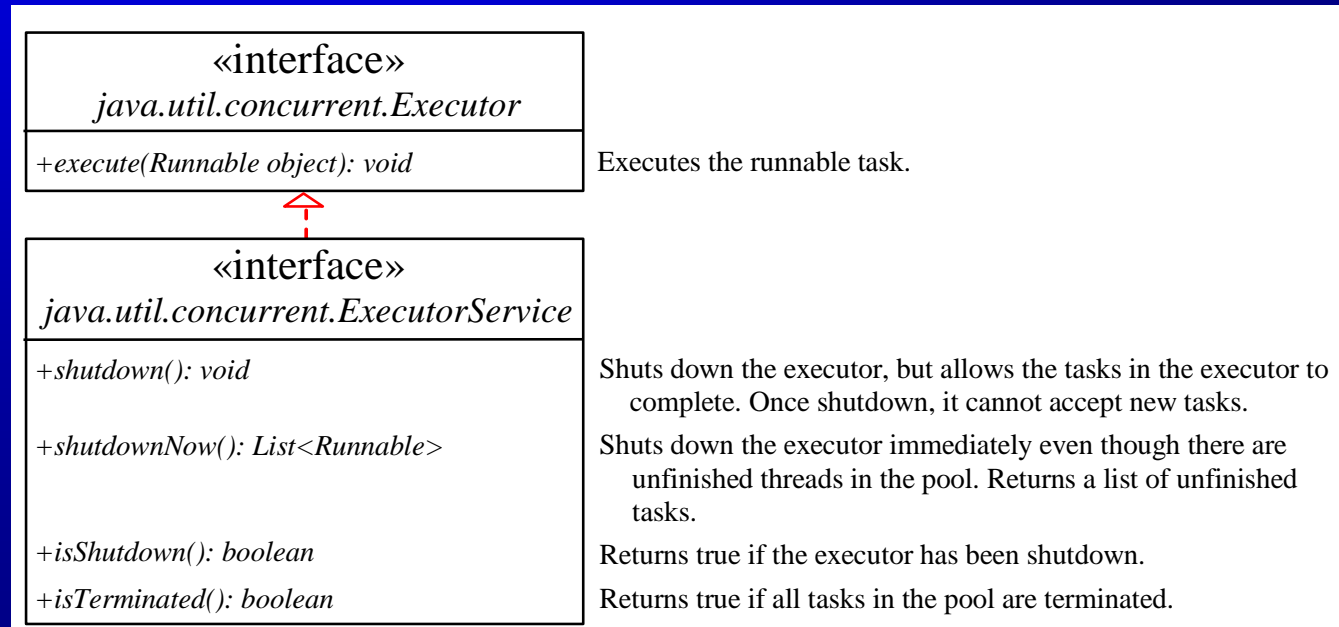 «interface»
java.util.concurrent.Executor
+execute(Runnable object): void
Executes the runnable task.
«interface»
java.util.concurrent.ExecutorService
+shutdown(): void
Shuts down the executor, but allows the tasks in the executor to
complete. Once shutdown, it cannot accept new tasks.
+shutdownNow(): List<Runnable>
Shuts down the executor immediately even though there are
unfinished threads in the pool. Returns a list of unfinished
tasks.
+isShutdown(): boolean
Returns true if the executor has been shutdown.
+isTerminated(): boolean
Returns true if all tasks in the pool are terminated.